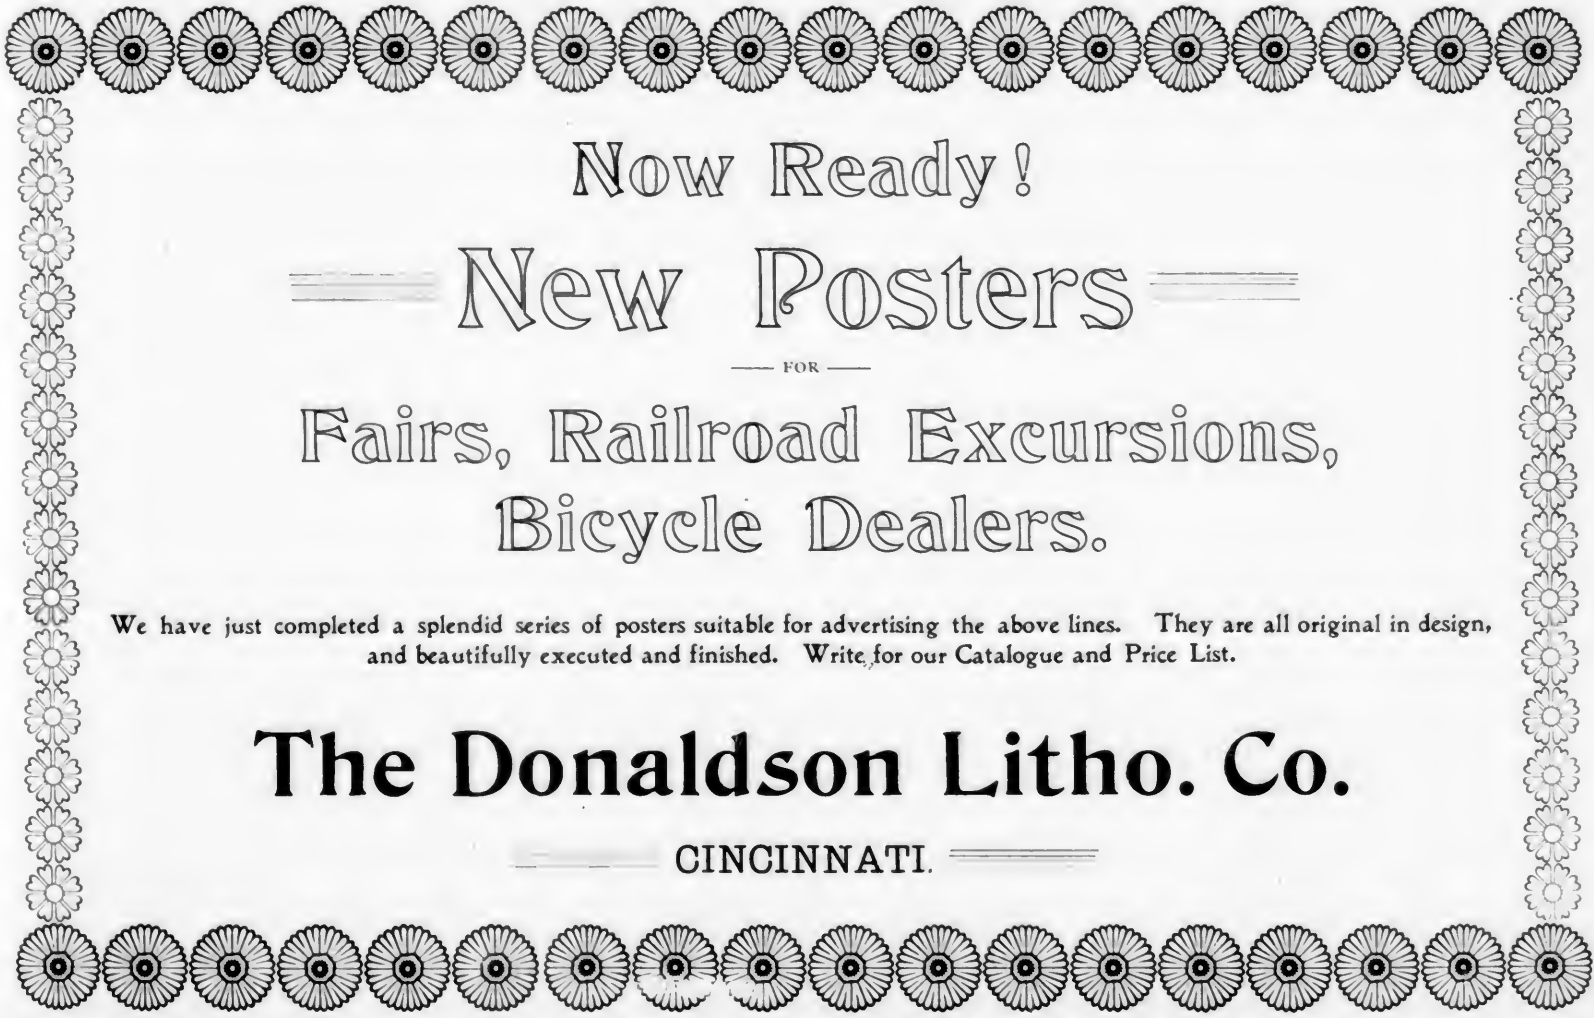 Now Ready!
New Posters
FOR
Fairs, Railroad Excursions,
Bicycle Dealers.
We have just completed a splendid series of posters suitable for advertising the above lines. They are all original in design,
and beautifully executed and finished. Write for our Catalogue and Price List.
The Donaldson Litho. Co.
CINCINNATI.